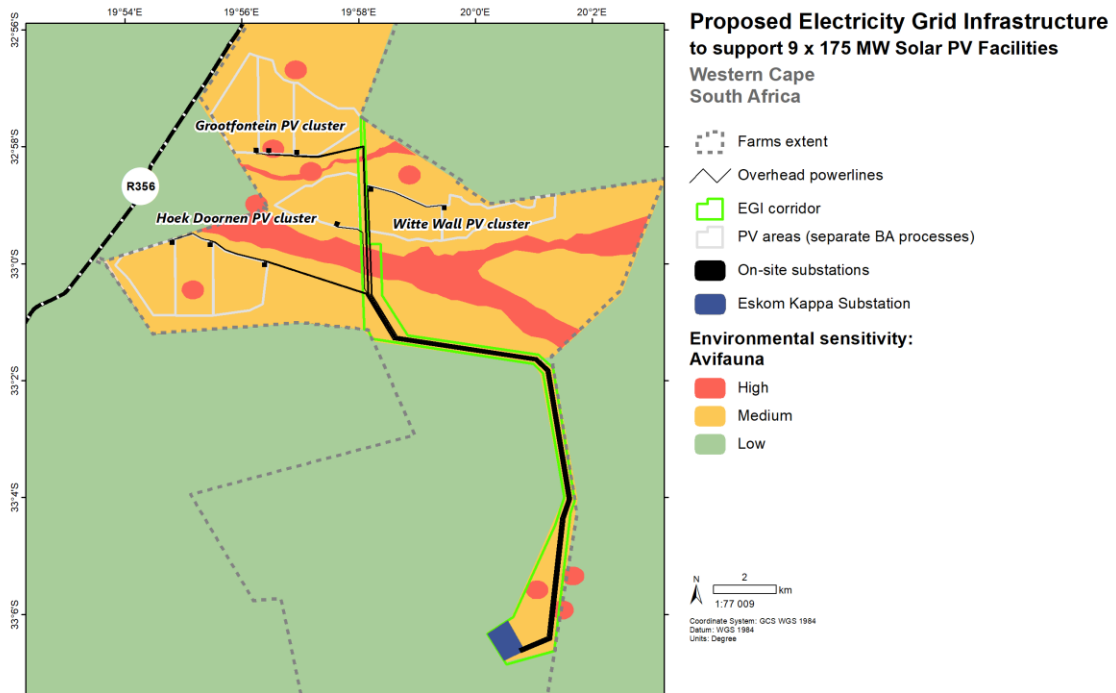 19°54'E 19°56'E 19°58'E 20°0'E 20°2'E
32°56'S
32°58'S
33°0'S
33°2'S
33°4'S
33°6'S
Grootfontein PV cluster
R356
Hoek Doornen PV cluster
Witte Wall PV cluster
Proposed Electricity Grid Infrastructure
to support 9 x 175 MW Solar PV Facilities
Western Cape
South Africa
Farms extent
Overhead powerlines
EGI corridor
PV areas (separate BA processes)
On-site substations
Eskom Kappa Substation
Environmental sensitivity:
Avifauna
High
Medium
Low
N
2
km
1:77 009
Coordinate System: GCS WGS 1984
Datum: WGS 1984
Units: Degree